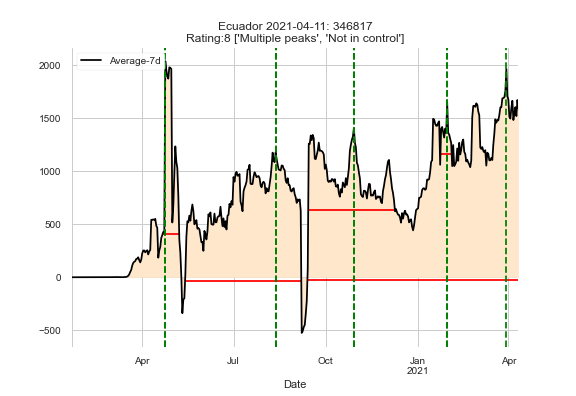 Ecuador 2021-04-11: 346817
Rating:8 ['Multiple peaks', 'Not in control']
Average-7d
2000
1500
1000
500
0
−500
Apr
Jul
Oct
Jan
2021
Apr
Date